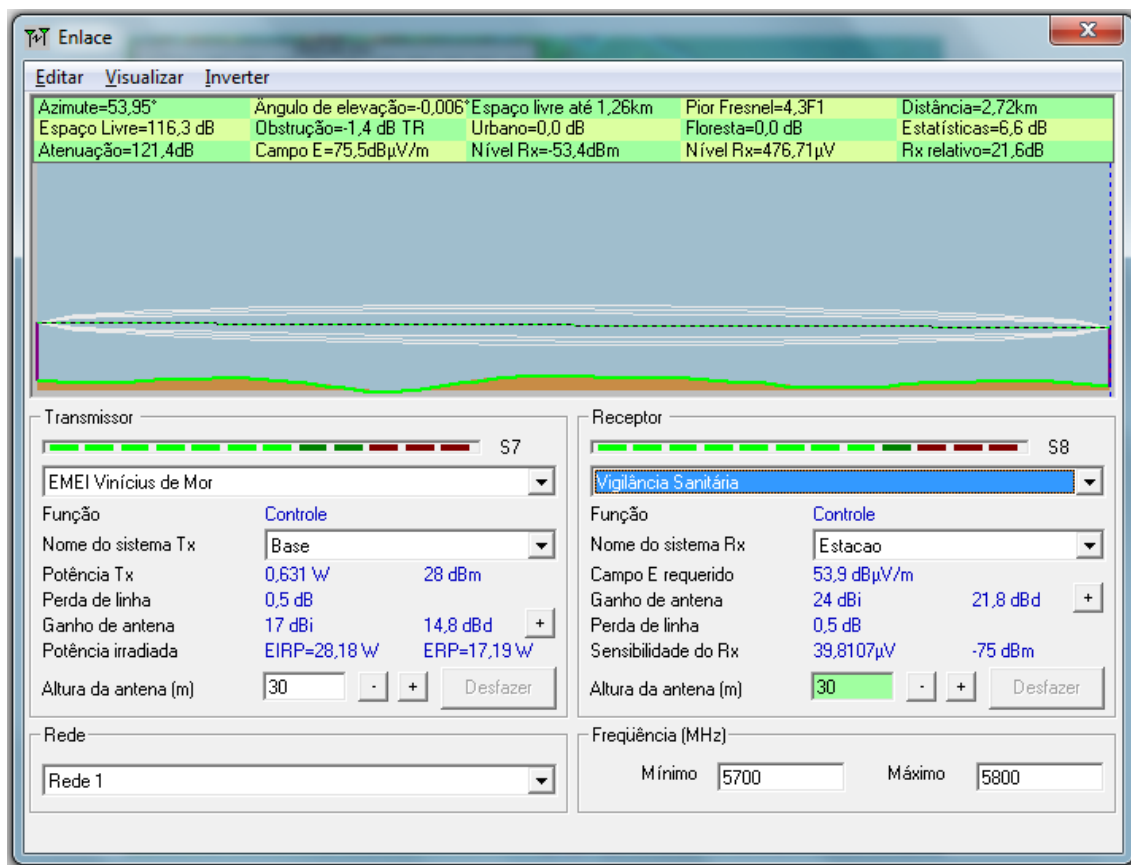 Enlace
Editar Visualizar Inverter
Azimute=53,95° Ângulo de elevação=-0,006° Espaço livre até 1,26km Pior Fresnel=4,3F1 Distância=2,72km
Espaço Livre=116,3 dB Obstrução=-1,4 dB TR Urbano=0,0 dB Floresta=0,0 dB Estatísticas=6,6 dB
Atenuação=121,4dB Campo E=75,5dBµV/m Nível Rx=-53,4dBm Nível Rx=476,71µV Rx relativo=21,6dB
Transmissor
S7
EMEI Vinícius de Mor
Função Controle
Nome do sistema Tx Base
Potência Tx 0,631 W 28 dBm
Perda de linha 0,5 dB
Ganho de antena 17 dBi 14,8 dBd +
Potência irradiada EIRP=28,18 W ERP=17,19 W
Altura da antena (m) 30 - + Desfazer
Receptor
S8
Vigilância Sanitária
Função Controle
Nome do sistema Rx Estacao
Campo E requerido 53,9 dBµV/m
Ganho de antena 24 dBi 21,8 dBd +
Perda de linha 0,5 dB
Sensibilidade do Rx 39,8107µV -75 dBm
Altura da antena (m) 30 - + Desfazer
Rede
Rede 1
Freqüência (MHz)
Mínimo 5700 Máximo 5800